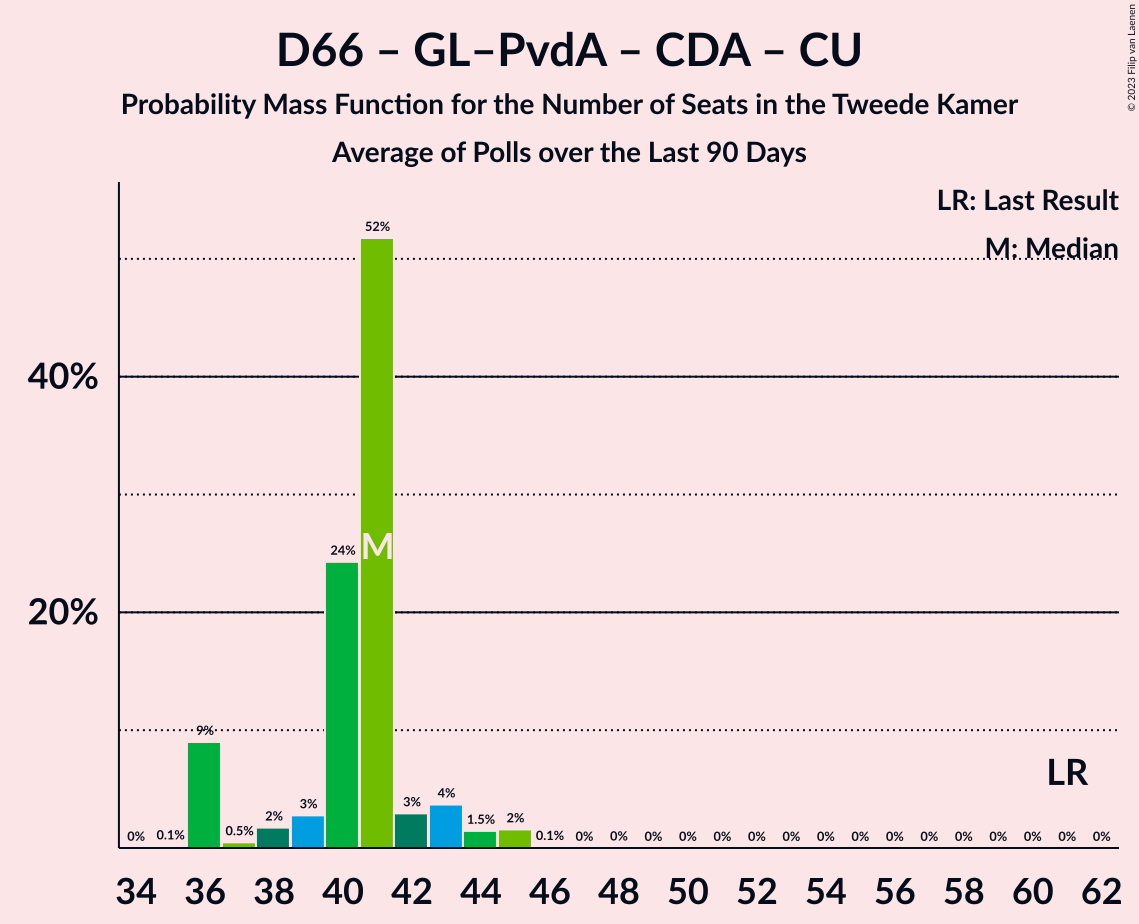 D66 – GL–PvdA – CDA – CU
Probability Mass Function for the Number of Seats in the Tweede Kamer
Average of Polls over the Last 90 Days
© 2023 Filip van Laenen
LR: Last Result
M: Median
40%
20%
0% 0.1% 9% 0.5% 2% 3% 24% 52% 3% 4% 1.5% 2% 0.1% 0% 0% 0% 0% 0% 0% 0% 0% 0% 0% 0% 0% 0% 0% 0% 0%
M
LR
34 36 38 40 42 44 46 48 50 52 54 56 58 60 62